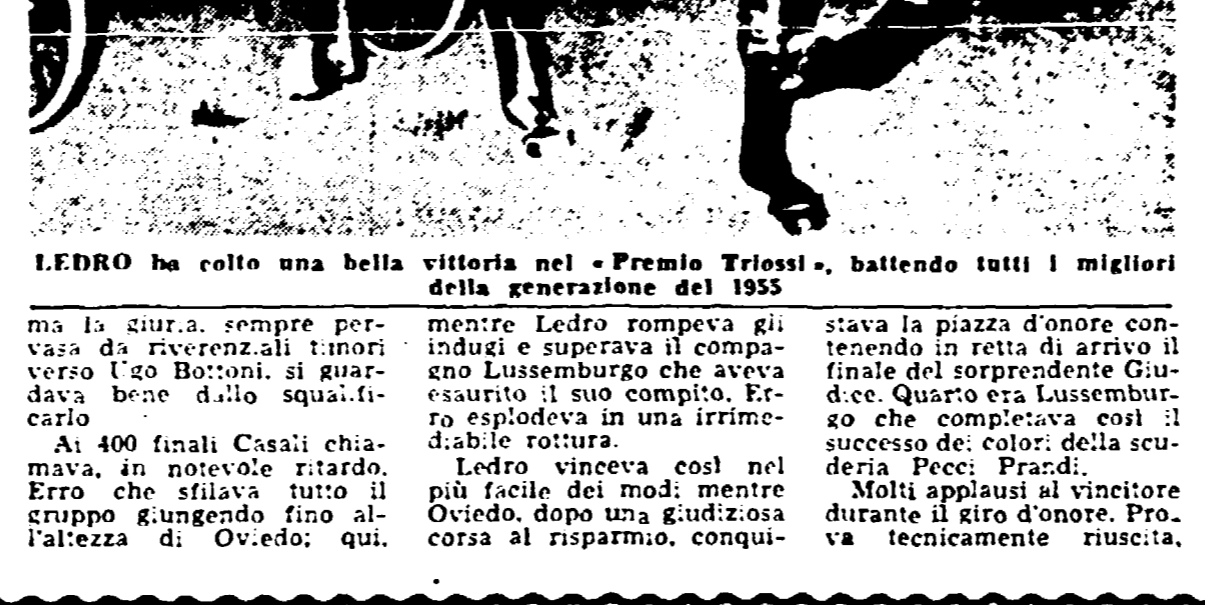 LEDRO ha colto una bella vittoria nel « Premio Triossi », battendo tutti i migliori
della generazione del 1955
ma la giuria, sempre per-
vasa da riverenziali timori
verso Ugo Bottoni, si guar-
dava bene dallo squalifi-
carlo
Ai 400 finali Casali chia-
mava, in notevole ritardo,
Erro che sfilava tutto il
gruppo giungendo fino al-
l'altezza di Oviedo; qui,
mentre Ledro rompeva gli
indugi e superava il compa-
gno Lussemburgo che aveva
esaurito il suo compito, Er-
ro esplodeva in una irrime-
diabile rottura.
Ledro vinceva così nel
più facile dei modi mentre
Oviedo, dopo una giudiziosa
corsa al risparmio, conqui-
stava la piazza d'onore con-
tenendo in retta di arrivo il
finale del sorprendente Giu-
dice. Quarto era Lussembur-
go che completava così il
successo dei colori della scu-
deria Pecci Prandi.
Molti applausi al vincitore
durante il giro d'onore. Pro-
va tecnicamente riuscita,